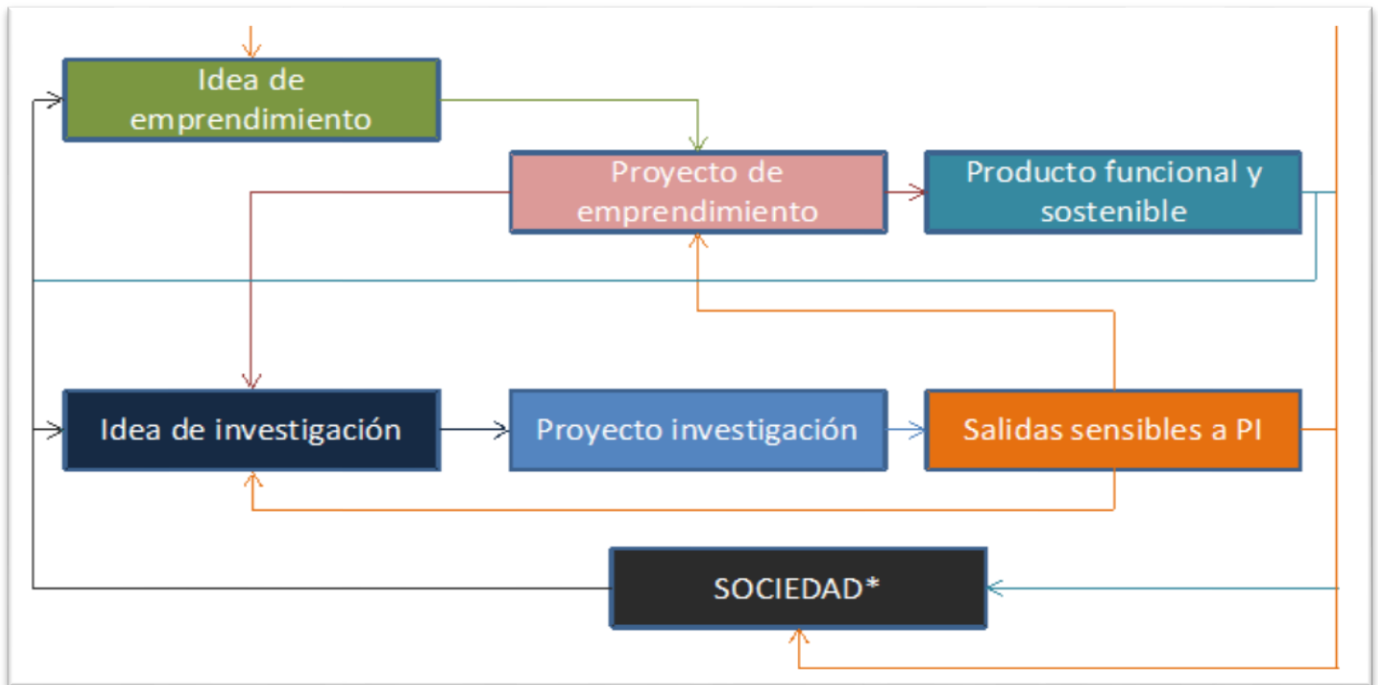 Idea de
emprendimiento
Proyecto de
emprendimiento
Producto funcional y
sostenible
Idea de investigación
Proyecto investigación
Salidas sensibles a PI
SOCIEDAD*